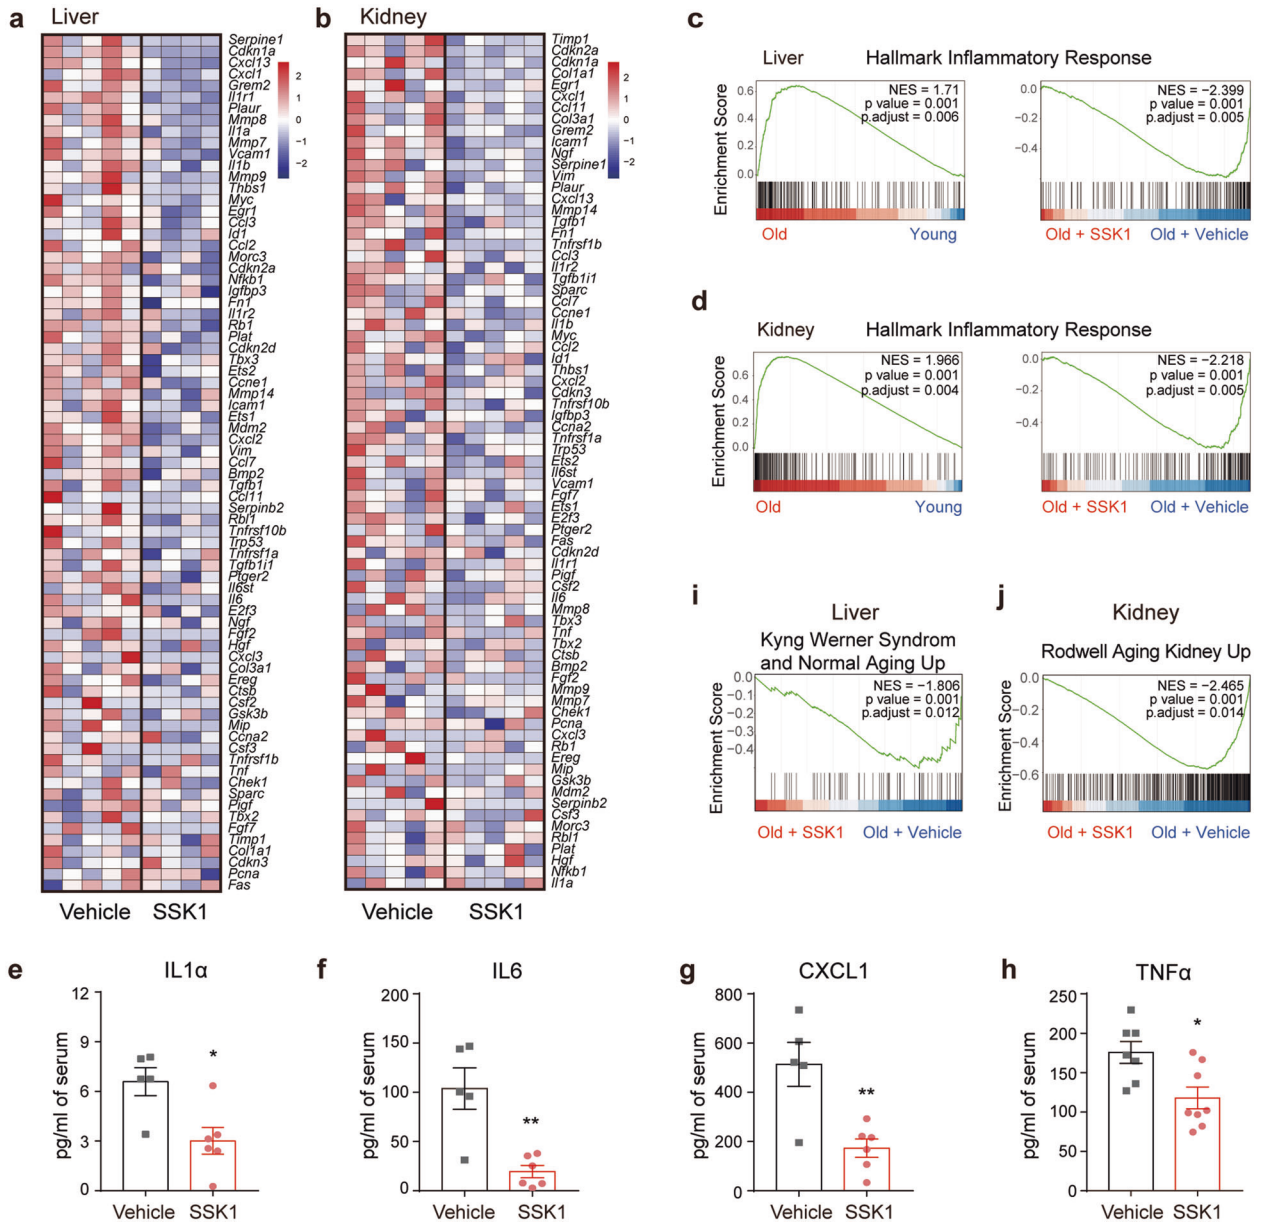 a Liver
Serpine1
Cdkn1a
Cxcl13
Cxcl1
Grem2
Il1r1
Plaur
Mmp8
Il1a
Mmp7
Vcam1
Il1b
Mmp9
Thbs1
Myc
Egr1
Ccl3
Id1
Ccl2
Morc3
Cdkn2a
Nfkb1
Igfbp3
Fn1
Il1r2
Rb1
Plat
Cdkn2d
Tbx3
Ets2
Ccne1
Mmp14
Icam1
Ets1
Mdm2
Cxcl2
Vim
Ccl7
Bmp2
Tgfb1
Ccl11
Serpinb2
Rbl1
Tnfrsf10b
Trp53
Tnfrsf1a
Tgfb1i1
Ptger2
Il6st
Il6
E2f3
Ngf
Fgf2
Hgf
Cxcl3
Col3a1
Ereg
Ctsb
Csf2
Gsk3b
Mip
Ccna2
Csf3
Tnfrsf1b
Tnf
Chek1
Sparc
Pigf
Tbx2
Fgf7
Timp1
Col1a1
Cdkn3
Pcna
Fas
2
1
0
−1
−2
Vehicle SSK1
b Kidney
Timp1
Cdkn2a
Cdkn1a
Col1a1
Egr1
Cxcl1
Ccl11
Col3a1
Grem2
Icam1
Ngf
Serpine1
Vim
Plaur
Cxcl13
Mmp14
Tgfb1
Fn1
Tnfrsf1b
Ccl3
Il1r2
Tgfb1i1
Sparc
Ccl7
Ccne1
Il1b
Myc
Ccl2
Id1
Thbs1
Cxcl2
Cdkn3
Tnfrsf10b
Igfbp3
Ccna2
Tnfrsf1a
Trp53
Ets2
Il6st
Vcam1
Fgf7
Ets1
E2f3
Ptger2
Fas
Cdkn2d
Il1r1
Pigf
Csf2
Il6
Mmp8
Tbx3
Tnf
Tbx2
Ctsb
Bmp2
Fgf2
Mmp9
Mmp7
Chek1
Pcna
Cxcl3
Rb1
Ereg
Mip
Gsk3b
Mdm2
Serpinb2
Csf3
Morc3
Rbl1
Plat
Hgf
Nfkb1
Il1a
2
1
0
−1
−2
Vehicle SSK1
c
Liver Hallmark Inflammatory Response
Enrichment Score
0.6
0.4
0.2
0.0
NES = 1.71
p value = 0.001
p.adjust = 0.006
Old Young
0.0
−0.2
−0.4
NES = −2.399
p value = 0.001
p.adjust = 0.005
Old + SSK1 Old + Vehicle
d
Kidney Hallmark Inflammatory Response
Enrichment Score
0.6
0.4
0.2
0.0
NES = 1.966
p value = 0.001
p.adjust = 0.004
Old Young
0.0
−0.2
−0.4
NES = −2.218
p value = 0.001
p.adjust = 0.005
Old + SSK1 Old + Vehicle
i
Liver
Kyng Werner Syndrom
and Normal Aging Up
Enrichment Score
0.0
−0.1
−0.2
−0.3
−0.4
NES = −1.806
p value = 0.001
p.adjust = 0.012
Old + SSK1 Old + Vehicle
j
Kidney
Rodwell Aging Kidney Up
Enrichment Score
0.0
−0.2
−0.4
−0.6
NES = −2.465
p value = 0.001
p.adjust = 0.014
Old + SSK1 Old + Vehicle
e
IL1α
pg/ml of serum
12
9
6
3
0
*
Vehicle SSK1
f
IL6
pg/ml of serum
200
150
100
50
0
**
Vehicle SSK1
g
CXCL1
pg/ml of serum
800
600
400
200
0
**
Vehicle SSK1
h
TNFα
pg/ml of serum
250
200
150
100
50
0
*
Vehicle SSK1